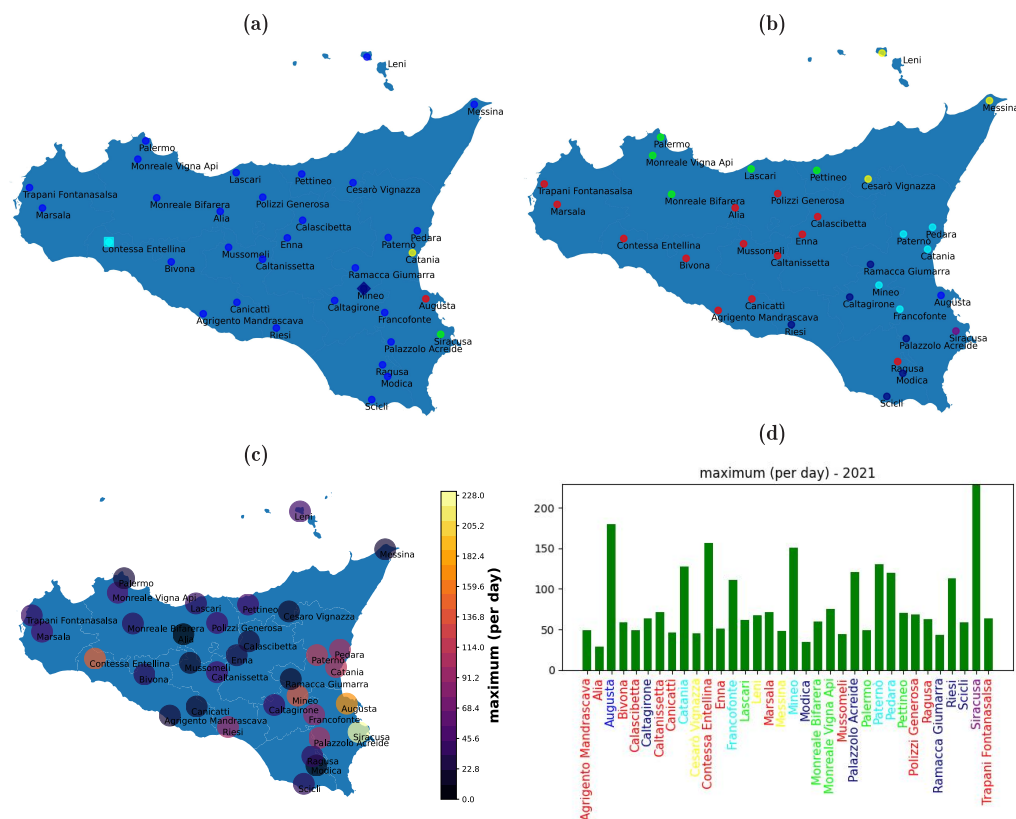 (a)
Leni
Messina
Palermo
Monreale Vigna Api
Lascari
Pettineo
Cesarò Vignazza
Trapani Fontanasalsa
Marsala
Monreale Bifarera
Alia
Polizzi Generosa
Calascibetta
Contessa Entellina
Mussomeli
Enna
Caltanissetta
Paterno
Pedara
Catania
Bivona
Ramacca Giumarra
Mineo
Canicatti
Caltagirone
Augusta
Agrigento Mandrascava
Francofonte
Riesi
Siracusa
Palazzolo Acreide
Ragusa
Modica
Scicli
(b)
Leni
Messina
Palermo
Monreale Vigna Api
Lascari
Pettineo
Cesarò Vignazza
Trapani Fontanasalsa
Marsala
Monreale Bifarera
Alia
Polizzi Generosa
Calascibetta
Contessa Entellina
Mussomeli
Enna
Caltanissetta
Paterno
Pedara
Catania
Bivona
Ramacca Giumarra
Mineo
Canicatti
Caltagirone
Augusta
Agrigento Mandrascava
Francofonte
Riesi
Siracusa
Palazzolo Acreide
Ragusa
Modica
Scicli
(c)
Leni
Messina
Palermo
Monreale Vigna Api
Lascari
Pettineo
Cesaro Vignazza
Trapani Fontanasalsa
Marsala
Monreale Bifarera
Alia
Polizzi Generosa
Calascibetta
Contessa Entellina
Mussomeli
Enna
Caltanissetta
Paterno
Pedara
Catania
Bivona
Ramacca Giumarra
Mineo
Canicatti
Caltagirone
Augusta
Agrigento Mandrascava
Francofonte
Riesi
Siracusa
Palazzolo Acreide
Ragusa
Modica
Scicli
228.0
205.2
182.4
159.6
136.8
114.0
91.2
68.4
45.6
22.8
0.0
maximum (per day)
(d)
maximum (per day) - 2021
200
150
100
50
0
Agrigento Mandrascava
Alia
Augusta
Bivona
Calascibetta
Caltagirone
Caltanissetta
Canicatti
Catania
Cesarò Vignazza
Contessa Entellina
Enna
Francofonte
Lascari
Leni
Marsala
Messina
Mineo
Modica
Monreale Bifarera
Monreale Vigna Api
Mussomeli
Palazzolo Acreide
Palermo
Paterno
Pedara
Pettineo
Polizzi Generosa
Ragusa
Ramacca Giumarra
Riesi
Scicli
Siracusa
Trapani Fontanasalsa